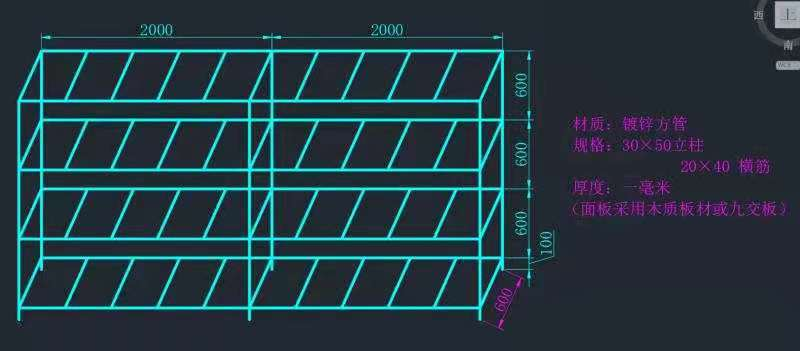 上
西
南
WCS
2000
2000
600
600
600
100
600
材质：镀锌方管
规格：30×50立柱
20×40 横筋
厚度：一毫米
（面板采用木质板材或九交板）